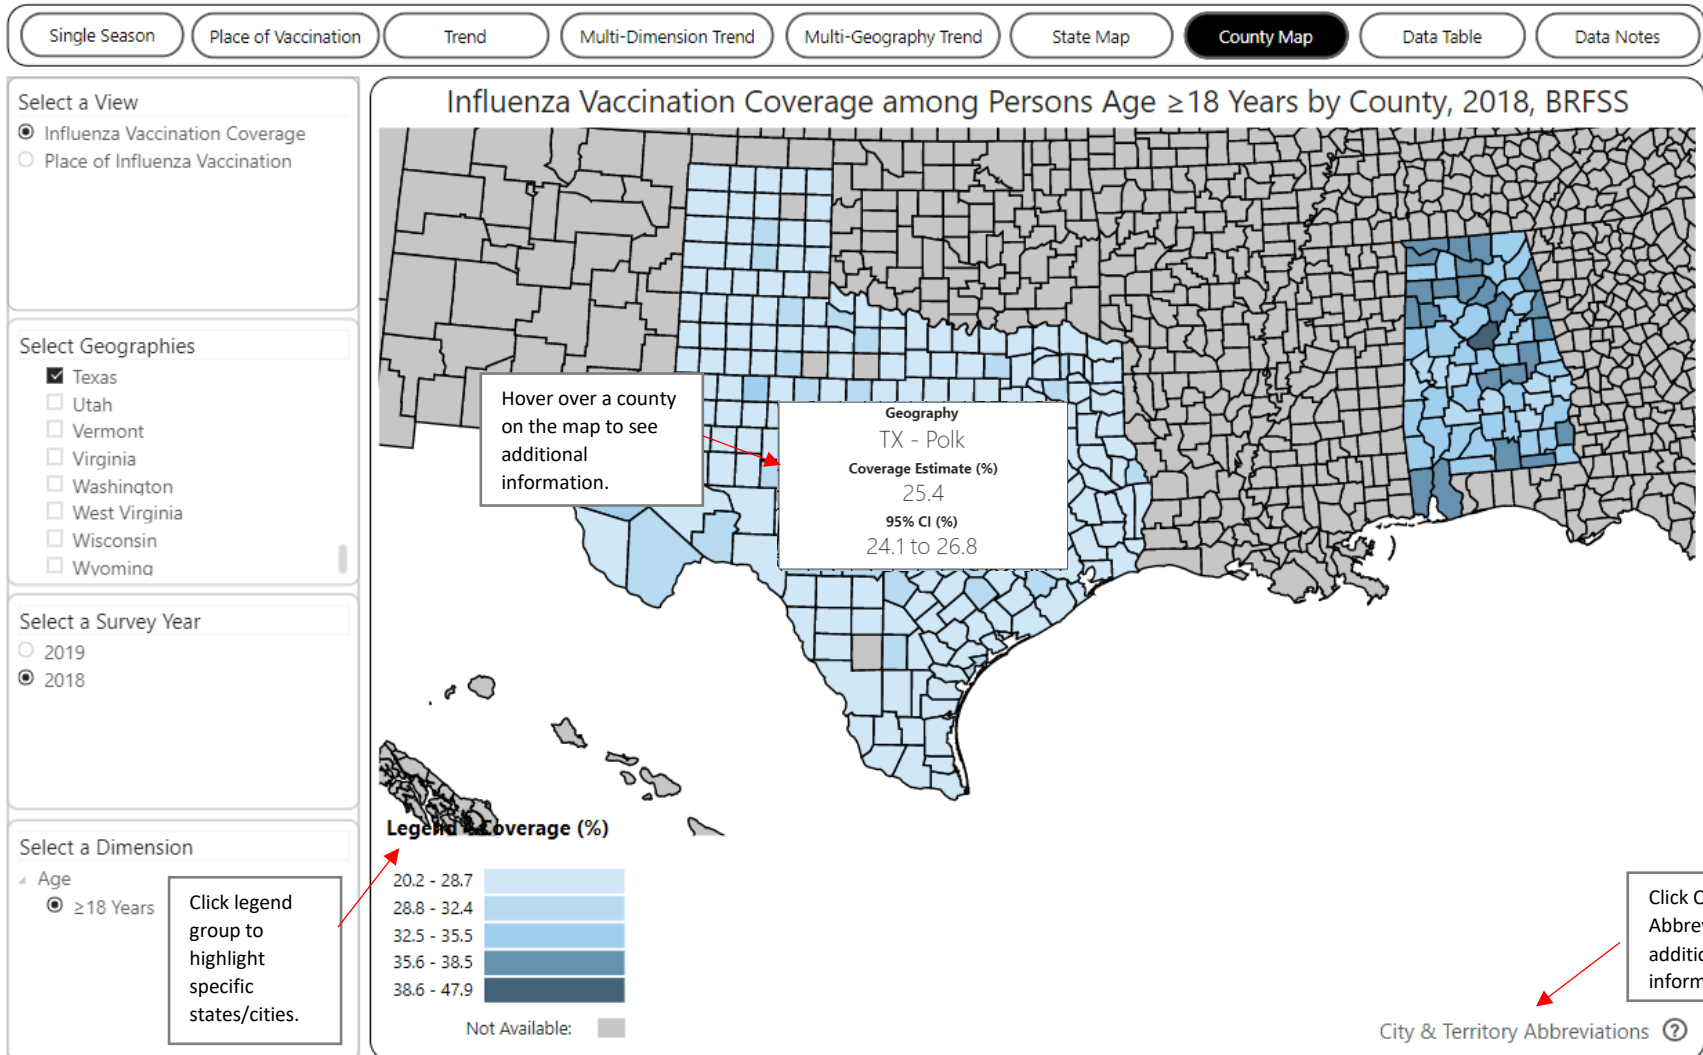 Single Season
Place of Vaccination
Trend
Multi-Dimension Trend
Multi-Geography Trend
State Map
County Map
Data Table
Data Notes
Select a View
Influenza Vaccination Coverage
Place of Influenza Vaccination
Select Geographies
Texas
Utah
Vermont
Virginia
Washington
West Virginia
Wisconsin
Wyoming
Select a Survey Year
2019
2018
Select a Dimension
Age
≥18 Years
Click legend
group to
highlight
specific
states/cities.
Influenza Vaccination Coverage among Persons Age ≥18 Years by County, 2018, BRFSS
Hover over a county
on the map to see
additional
information.
Geography
TX - Polk
Coverage Estimate (%)
25.4
95% CI (%)
24.1 to 26.8
Legend - Coverage (%)
20.2 - 28.7
28.8 - 32.4
32.5 - 35.5
35.6 - 38.5
38.6 - 47.9
Not Available:
Click C
Abbrev
additio
inform
City & Territory Abbreviations ?